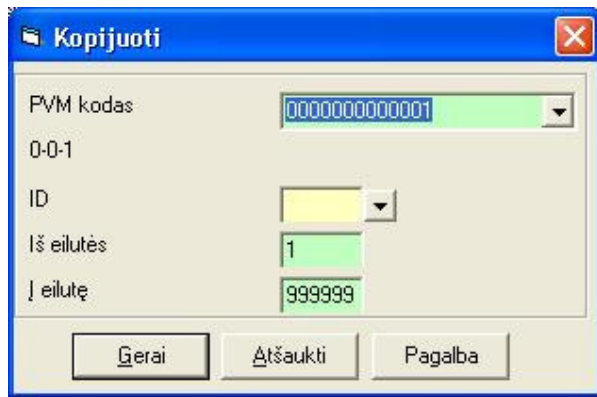 Kopijuoti
PVM kodas 0000000000001
0-0-1
ID
Iš eilutės 1
Į eilutę 999999
Gerai Atšaukti Pagalba